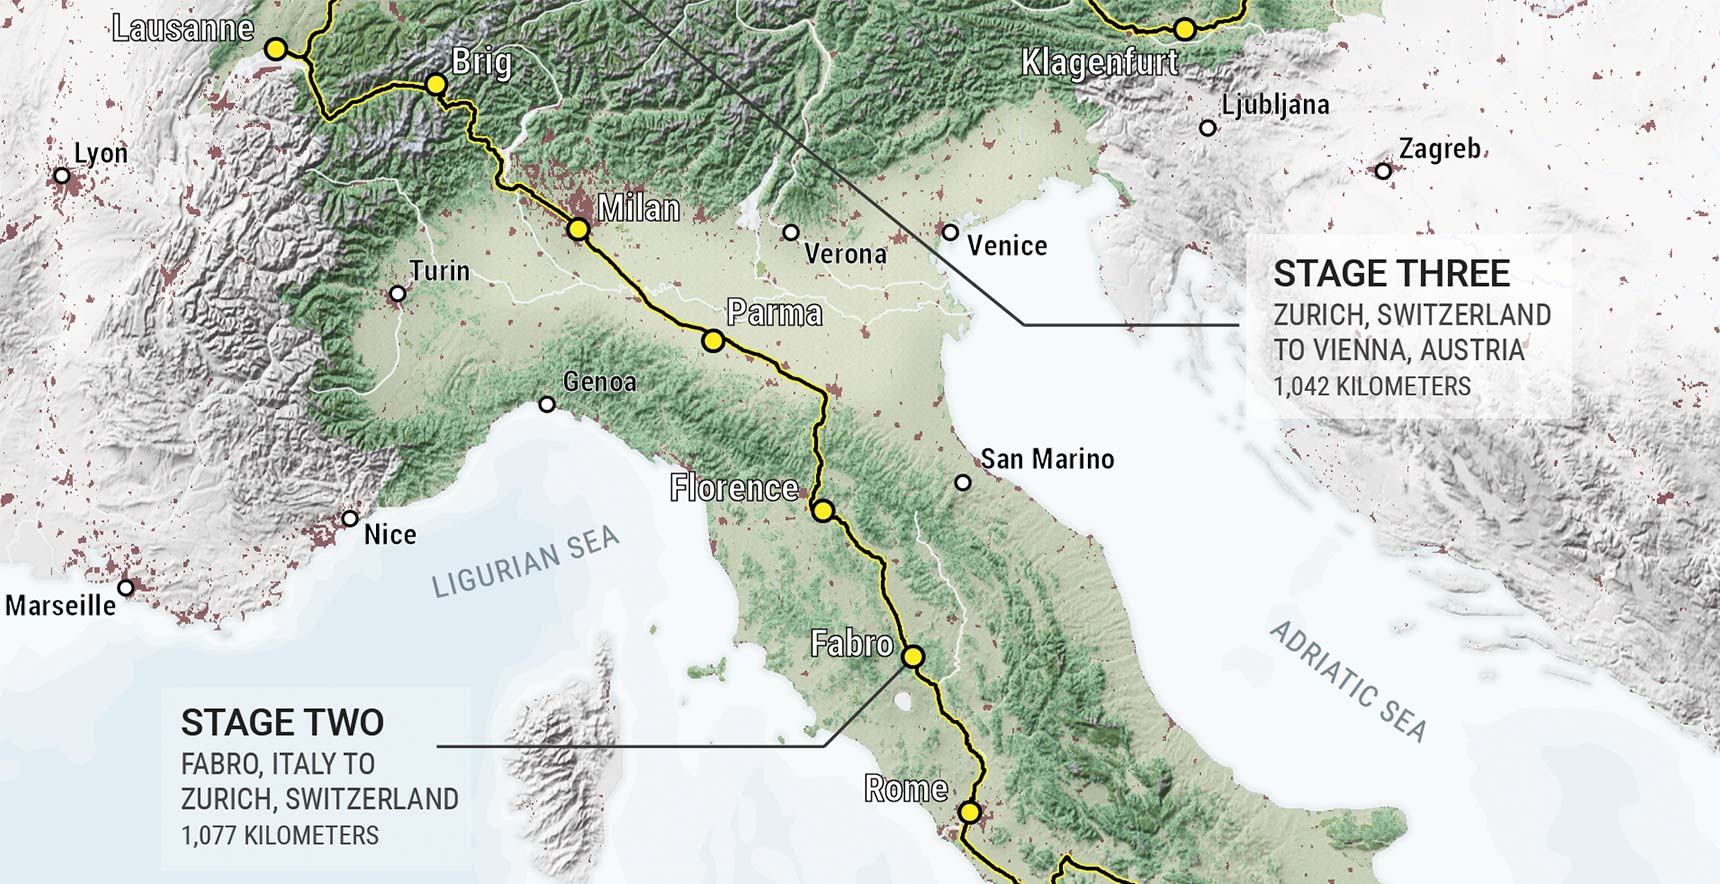 Lausanne
Brig
Klagenfurt
Ljubljana
Lyon
Zagreb
Milan
Verona
Venice
Turin
STAGE THREE
ZURICH, SWITZERLAND
TO VIENNA, AUSTRIA
1,042 KILOMETERS
Parma
Genoa
San Marino
Florence
Nice
LIGURIAN SEA
Marseille
Fabro
ADRIATIC SEA
STAGE TWO
FABRO, ITALY TO
ZURICH, SWITZERLAND
1,077 KILOMETERS
Rome